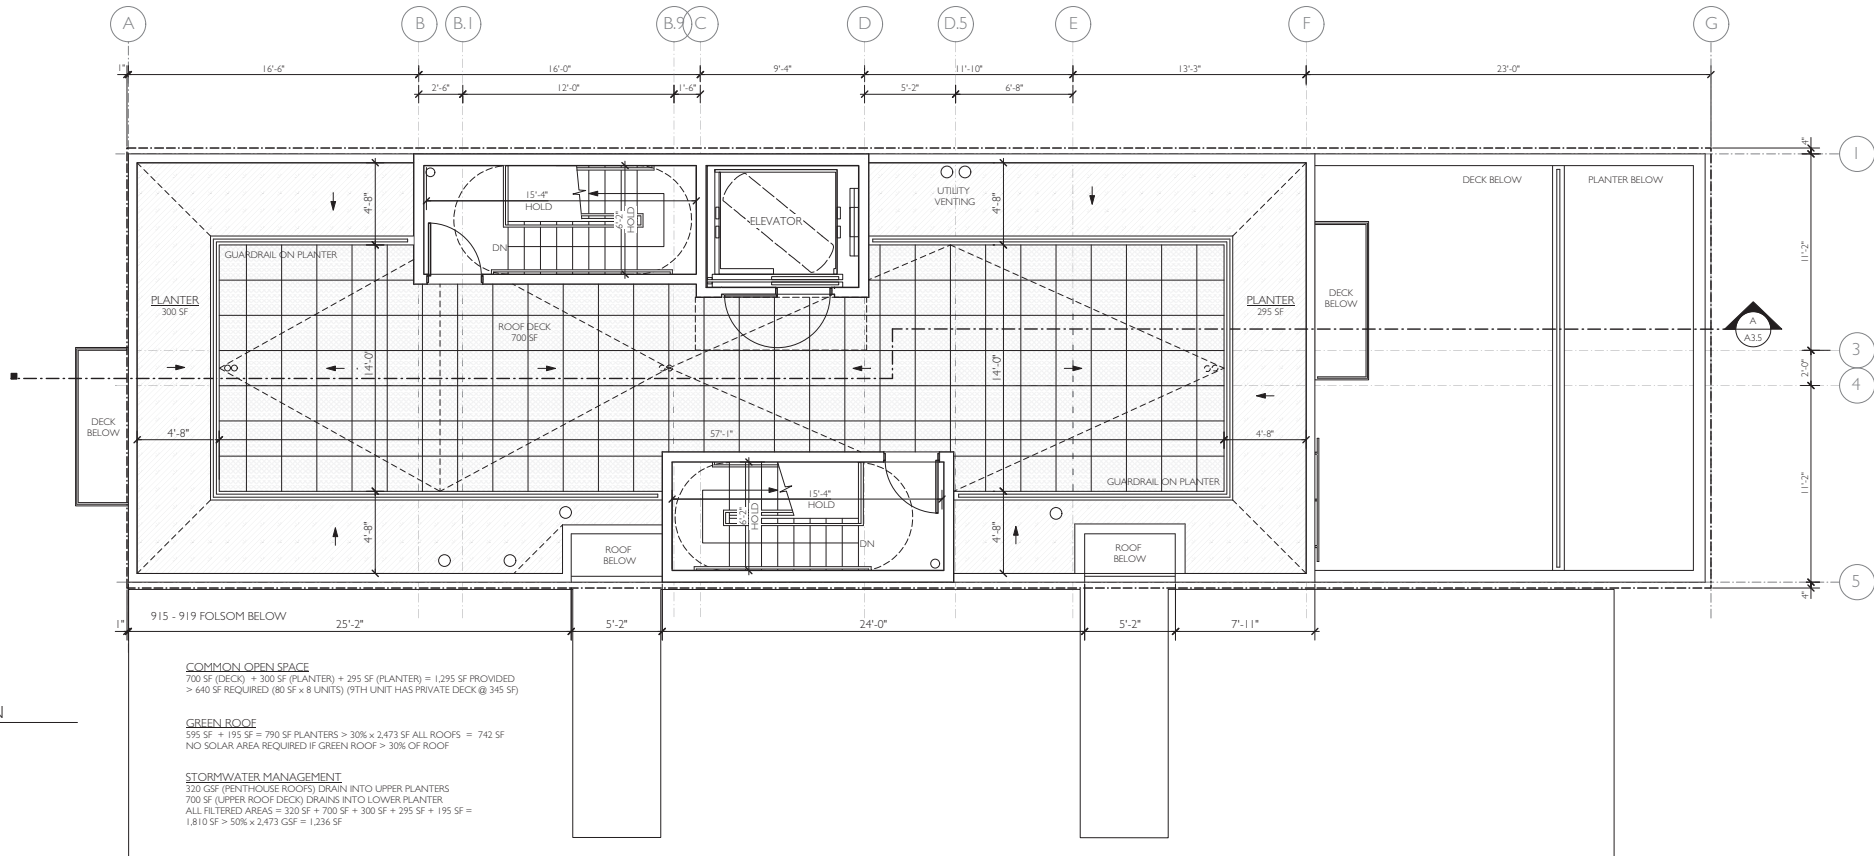 A B B.1 B.9 C D D.5 E F G
1" 16'-6" 16'-0" 9'-4" 11'-10" 13'-3" 23'-0"
2'-6" 12'-0" 1'-6" 5'-2" 6'-8"
4"
1
UTILITY
VENTING
DECK BELOW
PLANTER BELOW
4'-8"
15'-4"
HOLD
6'-2"
HOLD
ELEVATOR
4'-8"
DN
GUARDRAIL ON PLANTER
11'-2"
PLANTER
300 SF
ROOF DECK
700 SF
PLANTER
295 SF
DECK
BELOW
A
A3.5
3
14'-0"
14'-0"
2'-0"
4
DECK
BELOW
4'-8"
57'-1"
4'-8"
GUARDRAIL ON PLANTER
11'-2"
15'-4"
HOLD
6'-2"
HOLD
4'-8"
4'-8"
DN
ROOF
BELOW
ROOF
BELOW
5
4"
915 - 919 FOLSOM BELOW
1" 25'-2" 5'-2" 24'-0" 5'-2" 7'-11"
COMMON OPEN SPACE
700 SF (DECK) + 300 SF (PLANTER) + 295 SF (PLANTER) = 1,295 SF PROVIDED
> 640 SF REQUIRED (80 SF x 8 UNITS) (9TH UNIT HAS PRIVATE DECK @ 345 SF)
N
GREEN ROOF
595 SF + 195 SF = 790 SF PLANTERS > 30% x 2,473 SF ALL ROOFS = 742 SF
NO SOLAR AREA REQUIRED IF GREEN ROOF > 30% OF ROOF
STORMWATER MANAGEMENT
320 GSF (PENTHOUSE ROOFS) DRAIN INTO UPPER PLANTERS
700 SF (UPPER ROOF DECK) DRAINS INTO LOWER PLANTER
ALL FILTERED AREAS = 320 SF + 700 SF + 300 SF + 295 SF + 195 SF =
1,810 SF > 50% x 2,473 GSF = 1,236 SF